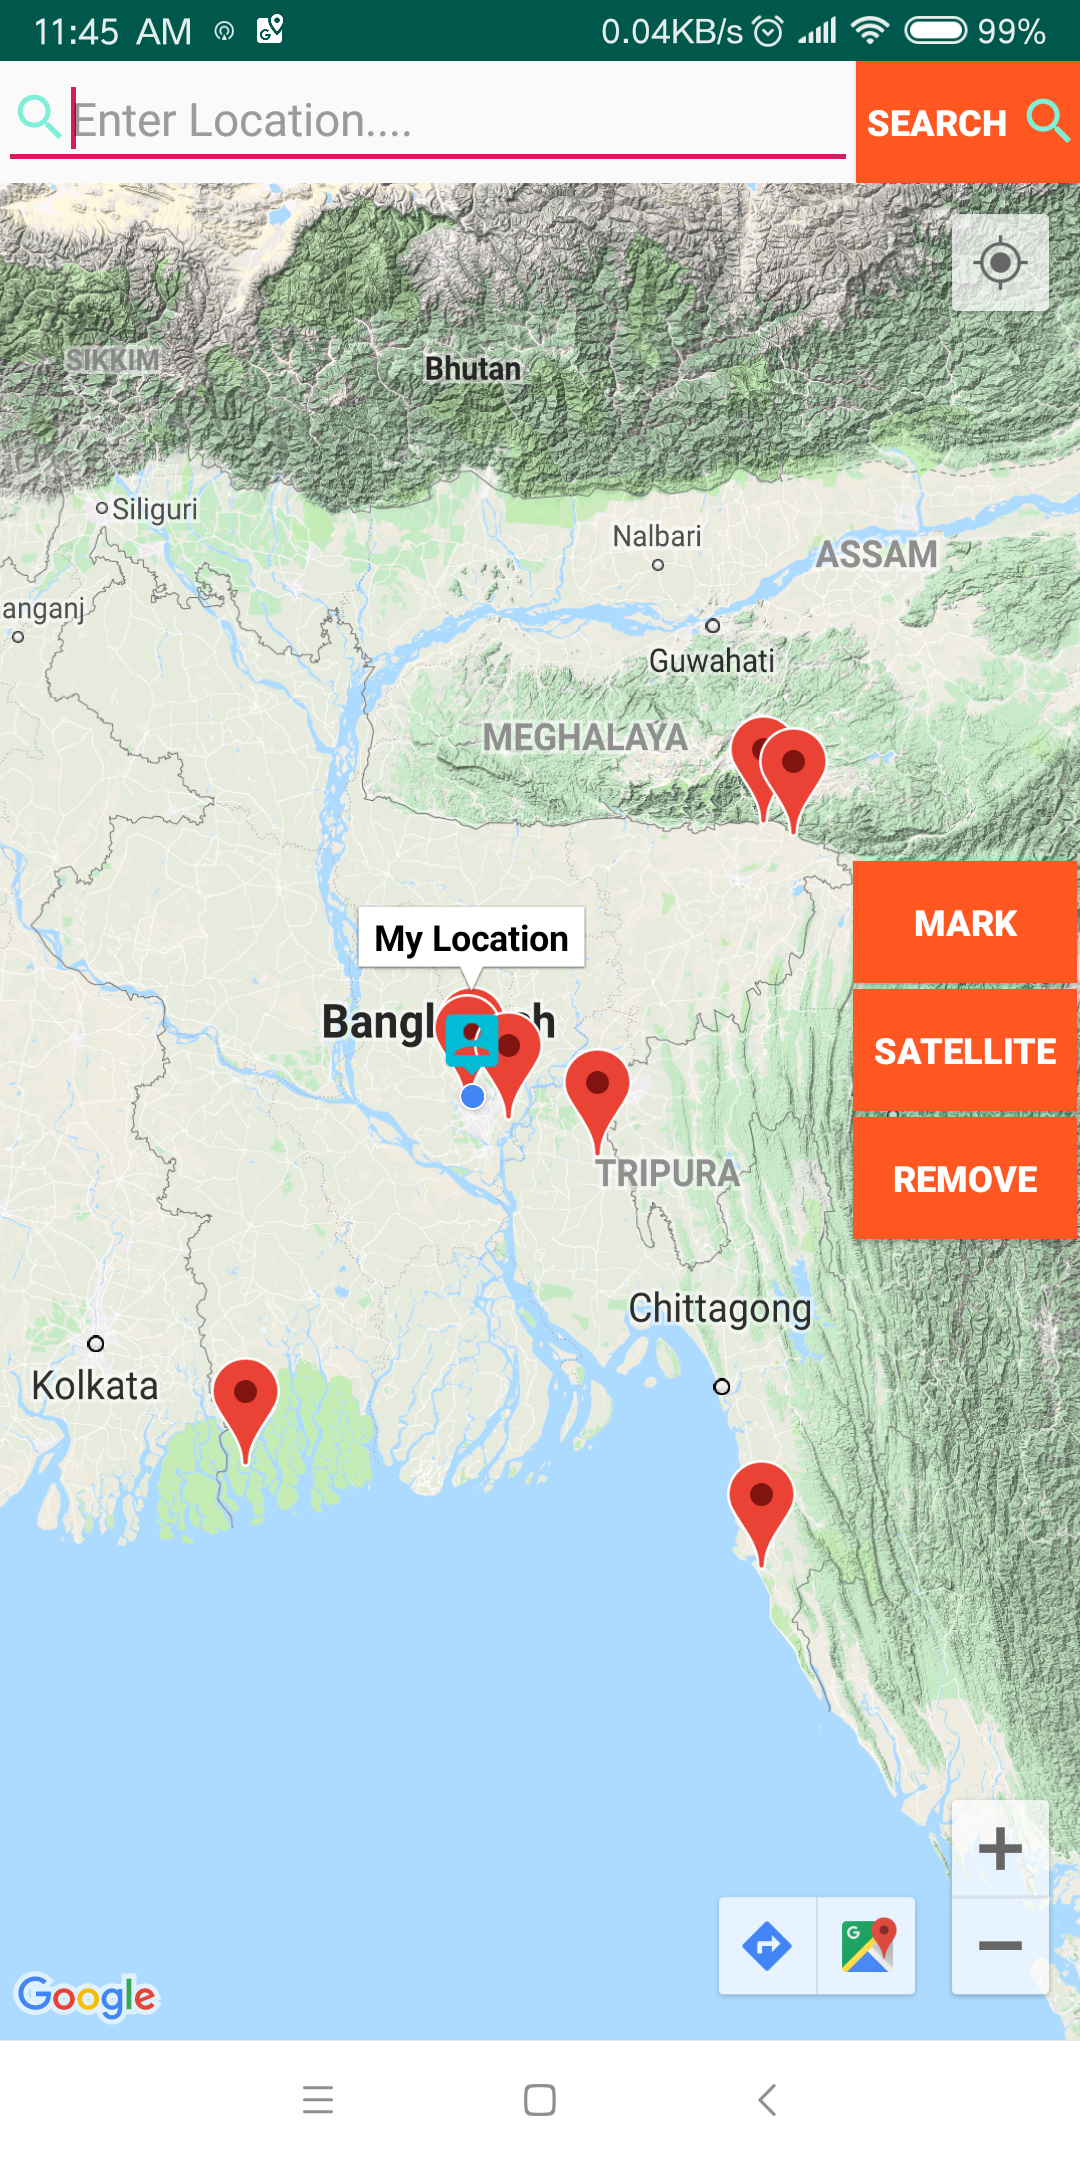 11:45 AM 0.04KB/s 99%
Enter Location....
SEARCH
SIKKIM
Bhutan
Siliguri
Nalbari
ASSAM
anganj
Guwahati
MEGHALAYA
MARK
My Location
Bangl h
SATELLITE
TRIPURA
REMOVE
Chittagong
Kolkata
G
Google